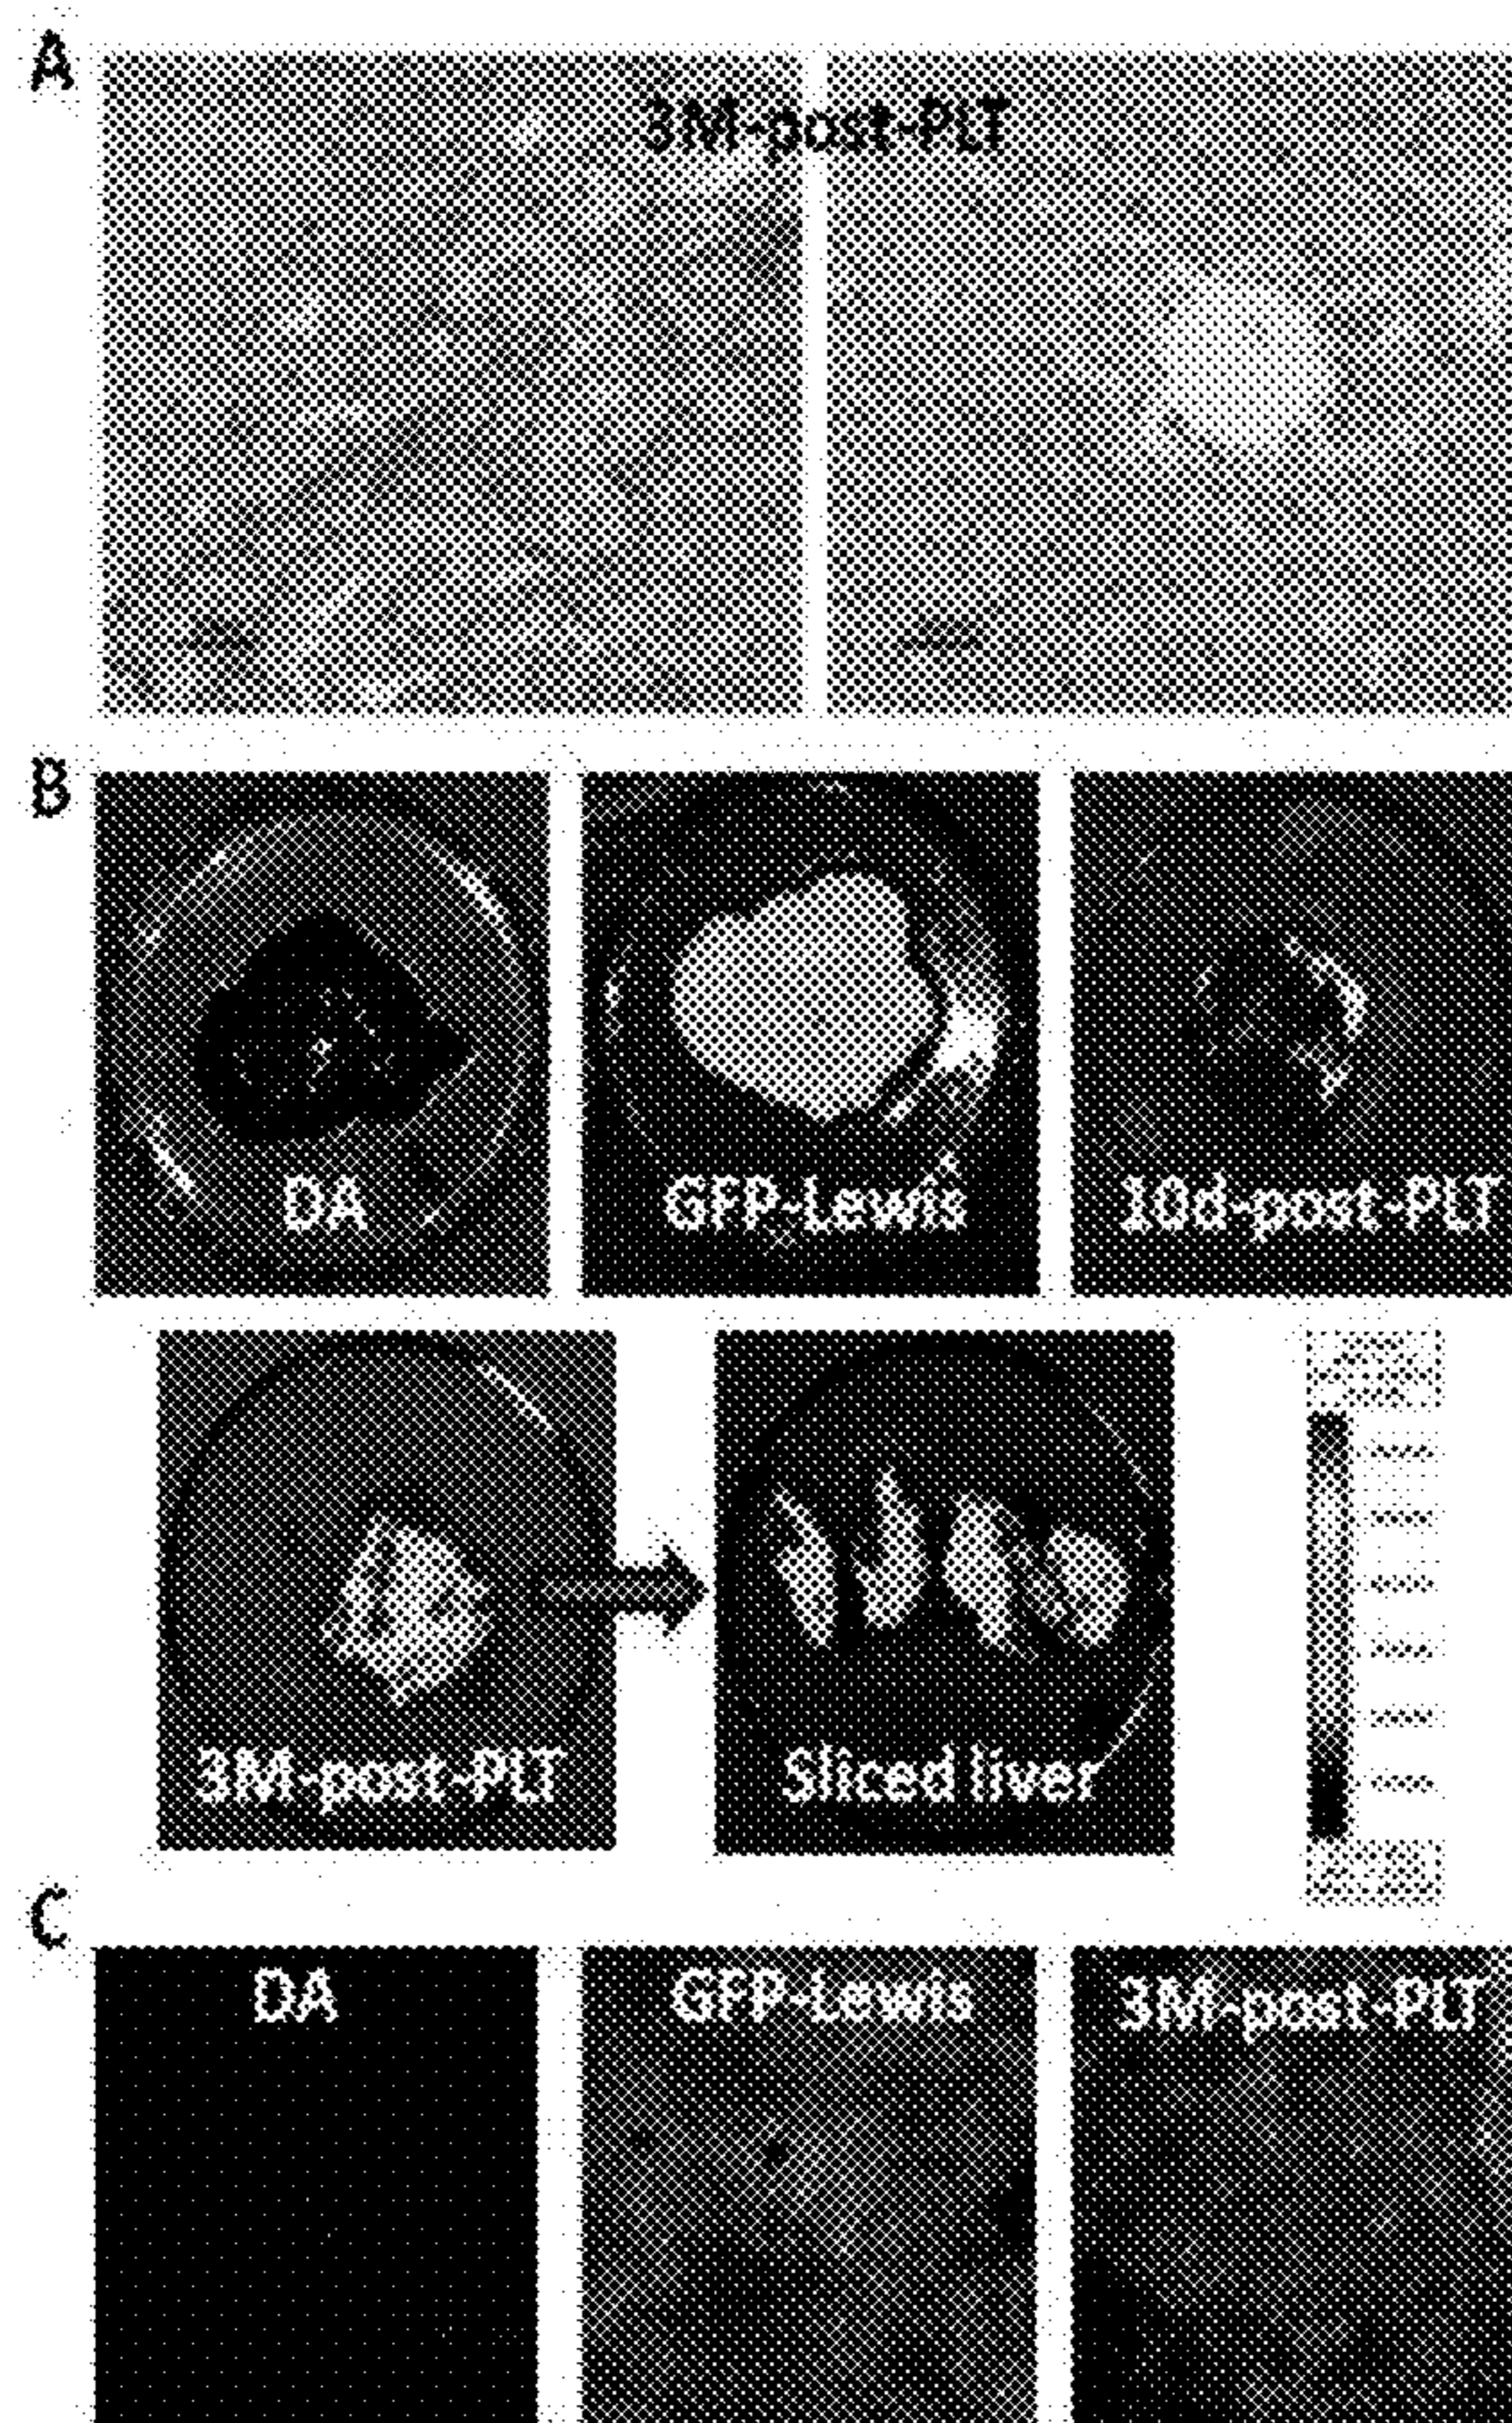 A
3M-post-PLT
B
DA
GFP-Lewis
10d-post-PLT
3M-post-PLT
Sliced liver
C
DA
GFP-Lewis
3M-post-PLT